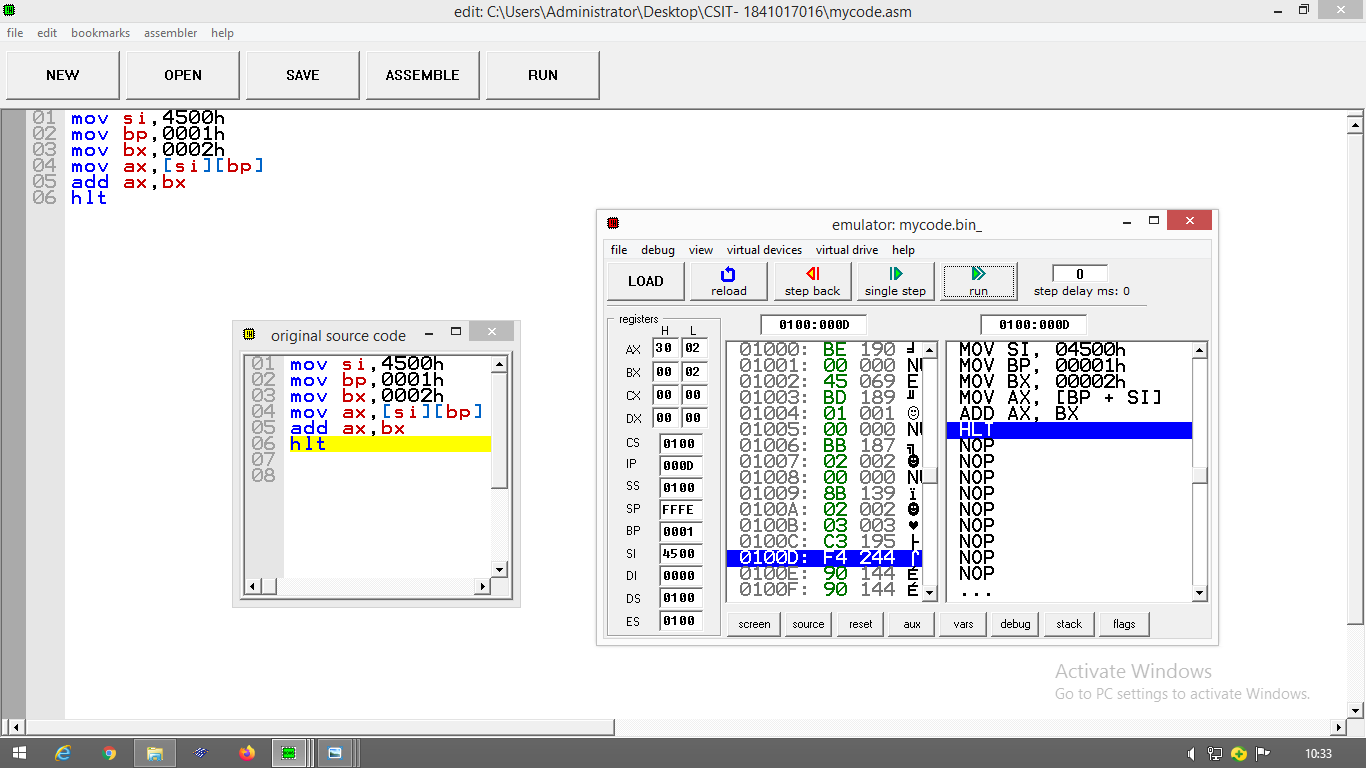 edit: C:\Users\Administrator\Desktop\CSIT- 1841017016\mycode.asm
file edit bookmarks assembler help
NEW OPEN SAVE ASSEMBLE RUN
01 mov si,4500h
02 mov bp,0001h
03 mov bx,0002h
04 mov ax,[si][bp]
05 add ax,bx
06 hlt
original source code
01 mov si,4500h
02 mov bp,0001h
03 mov bx,0002h
04 mov ax,[si][bp]
05 add ax,bx
06 hlt
07
08
emulator: mycode.bin_
file debug view virtual devices virtual drive help
LOAD reload step back single step run 0
step delay ms: 0
registers
H L
AX 30 02
BX 00 02
CX 00 00
DX 00 00
CS 0100
IP 000D
SS 0100
SP FFFE
BP 0001
SI 4500
DI 0000
DS 0100
ES 0100
0100:000D
01000: BE 190 ╛
01001: 00 000 NU
01002: 45 069 E
01003: BD 189 ╜
01004: 01 001 ☺
01005: 00 000 NU
01006: BB 187 ╗
01007: 02 002 ☻
01008: 00 000 NU
01009: 8B 139 ï
0100A: 02 002 ☻
0100B: 03 003 ♥
0100C: C3 195 ├
0100D: F4 244 ⌠
0100E: 90 144 É
0100F: 90 144 É
0100:000D
MOV SI, 04500h
MOV BP, 00001h
MOV BX, 00002h
MOV AX, [BP + SI]
ADD AX, BX
HLT
NOP
NOP
NOP
NOP
NOP
NOP
NOP
NOP
NOP
...
screen source reset aux vars debug stack flags
Activate Windows
Go to PC settings to activate Windows.
10:33